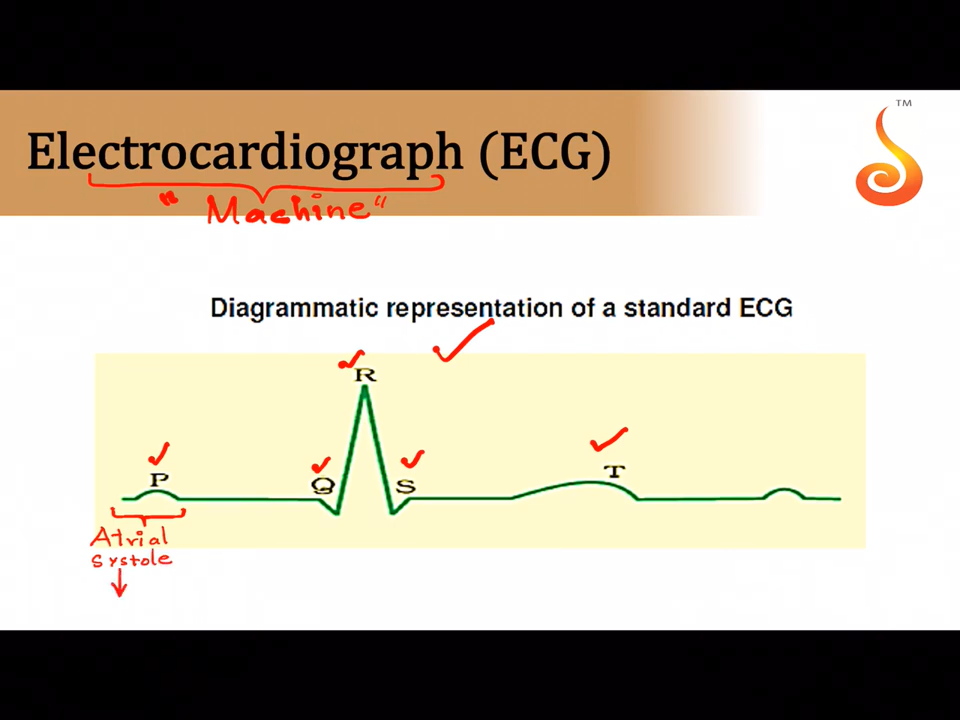 TM
Electrocardiograph (ECG)
" Machine "
Diagrammatic representation of a standard ECG
R
P Q S T
Atrial
systole